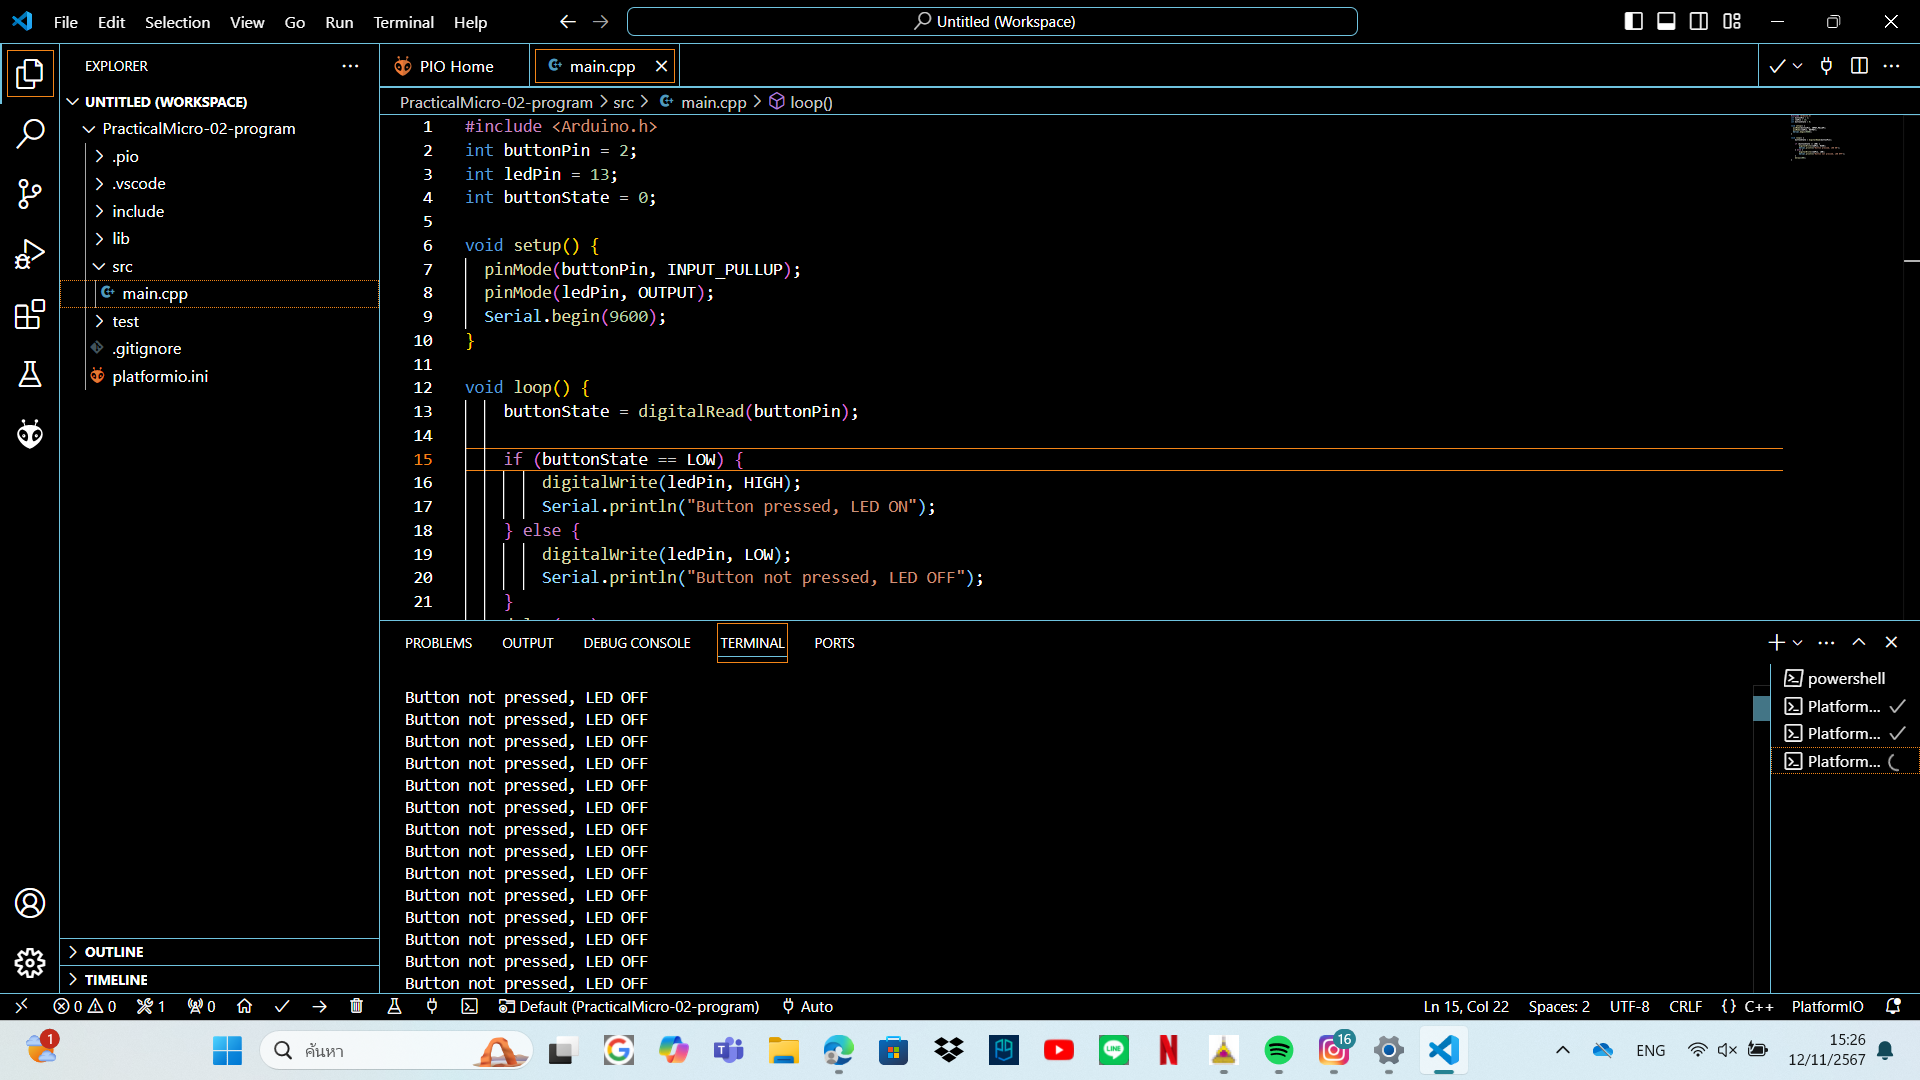 File Edit Selection View Go Run Terminal Help
Untitled (Workspace)
EXPLORER
PIO Home
main.cpp
UNTITLED (WORKSPACE)
PracticalMicro-02-program
.pio
.vscode
include
lib
src
main.cpp
test
.gitignore
platformio.ini
OUTLINE
TIMELINE
PracticalMicro-02-program > src > main.cpp > loop()
1 #include <Arduino.h>
2 int buttonPin = 2;
3 int ledPin = 13;
4 int buttonState = 0;
5
6 void setup() {
7 pinMode(buttonPin, INPUT_PULLUP);
8 pinMode(ledPin, OUTPUT);
9 Serial.begin(9600);
10 }
11
12 void loop() {
13 buttonState = digitalRead(buttonPin);
14
15 if (buttonState == LOW) {
16 digitalWrite(ledPin, HIGH);
17 Serial.println("Button pressed, LED ON");
18 } else {
19 digitalWrite(ledPin, LOW);
20 Serial.println("Button not pressed, LED OFF");
21 }
PROBLEMS OUTPUT DEBUG CONSOLE TERMINAL PORTS
Button not pressed, LED OFF
Button not pressed, LED OFF
Button not pressed, LED OFF
Button not pressed, LED OFF
Button not pressed, LED OFF
Button not pressed, LED OFF
Button not pressed, LED OFF
Button not pressed, LED OFF
Button not pressed, LED OFF
Button not pressed, LED OFF
Button not pressed, LED OFF
Button not pressed, LED OFF
Button not pressed, LED OFF
Button not pressed, LED OFF
powershell
Platform...
Platform...
Platform...
0 0 1 0 Default (PracticalMicro-02-program) Auto
Ln 15, Col 22 Spaces: 2 UTF-8 CRLF {} C++ PlatformIO
1
ค้นหา
LINE
16
ENG
15:26
12/11/2567